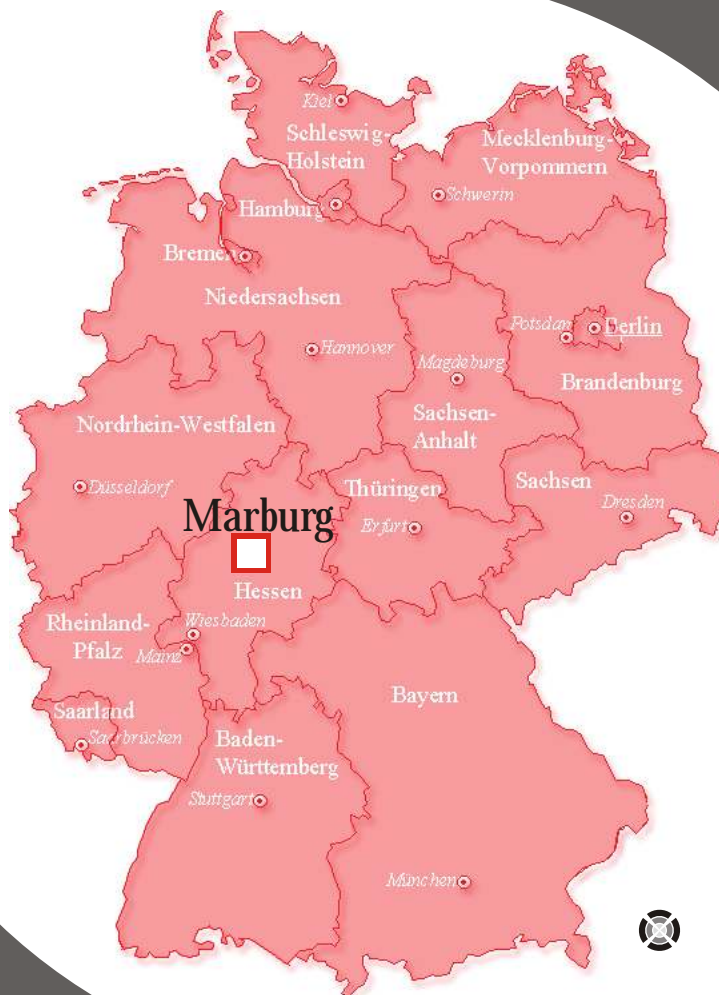 Kiel
Schleswig-
Holstein
Mecklenburg-
Vorpommern
Schwerin
Hamburg
Bremen
Niedersachsen
Potsdam
Berlin
Hannover
Magdeburg
Brandenburg
Nordrhein-Westfalen
Sachsen-
Anhalt
Düsseldorf
Thüringen
Sachsen
Dresden
Marburg
Erfurt
Hessen
Wiesbaden
Rheinland-
Pfalz
Mainz
Bayern
Saarland
Saarbrücken
Baden-
Württemberg
Stuttgart
München